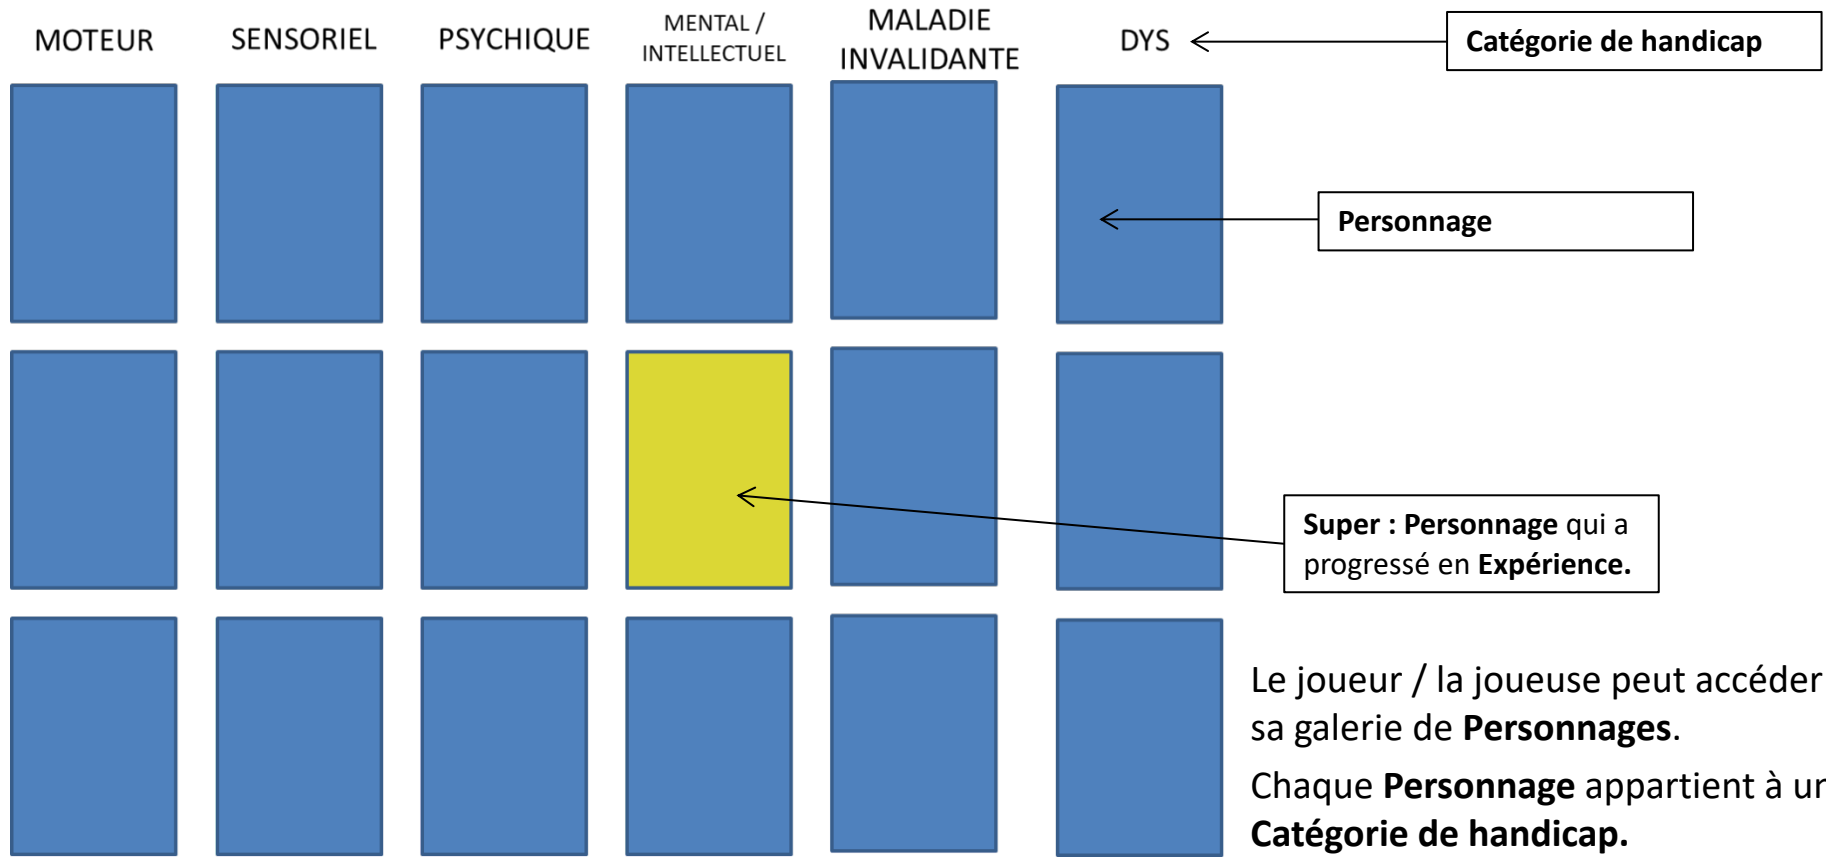 MOTEUR
SENSORIEL
PSYCHIQUE
MENTAL /
INTELLECTUEL
MALADIE
INVALIDANTE
DYS
Catégorie de handicap
Personnage
Super : Personnage qui a
progressé en Expérience.
Le joueur / la joueuse peut accéder
sa galerie de Personnages.
Chaque Personnage appartient à
Catégorie de handicap.